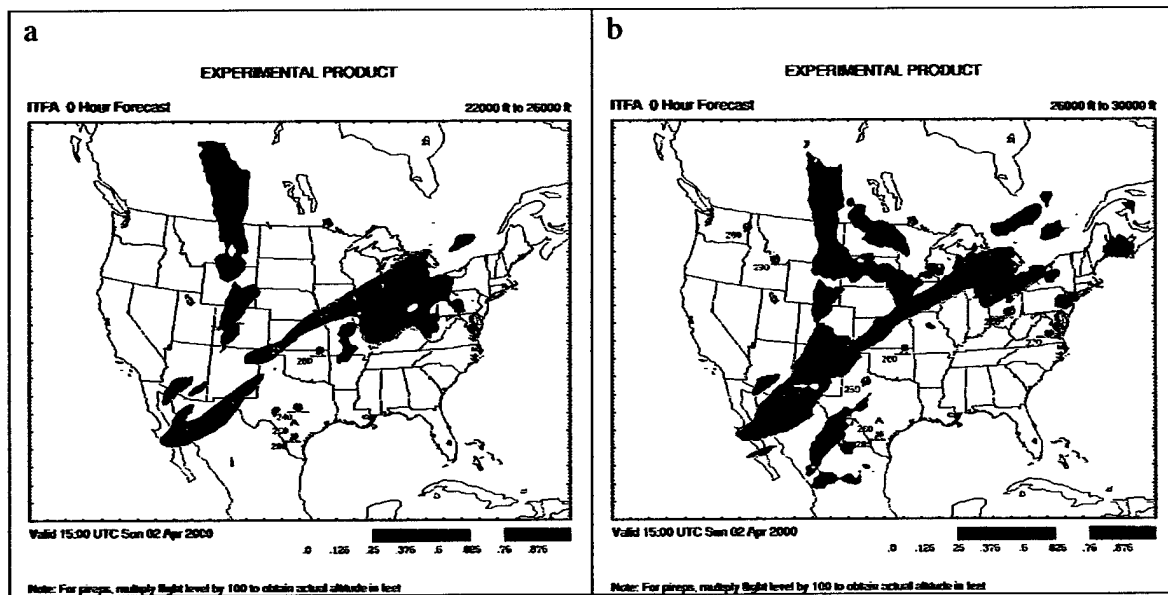 a
EXPERIMENTAL PRODUCT
ITFA 0 Hour Forecast 22000 ft to 26000 ft
Valid 15:00 UTC Sun 02 Apr 2000
.0 .125 .25 .375 .5 .625 .75 .875
Note: For pireps, multiply flight level by 100 to obtain actual altitude in feet
b
EXPERIMENTAL PRODUCT
ITFA 0 Hour Forecast 26000 ft to 30000 ft
Valid 15:00 UTC Sun 02 Apr 2000
.0 .125 .25 .375 .5 .625 .75 .875
Note: For pireps, multiply flight level by 100 to obtain actual altitude in feet